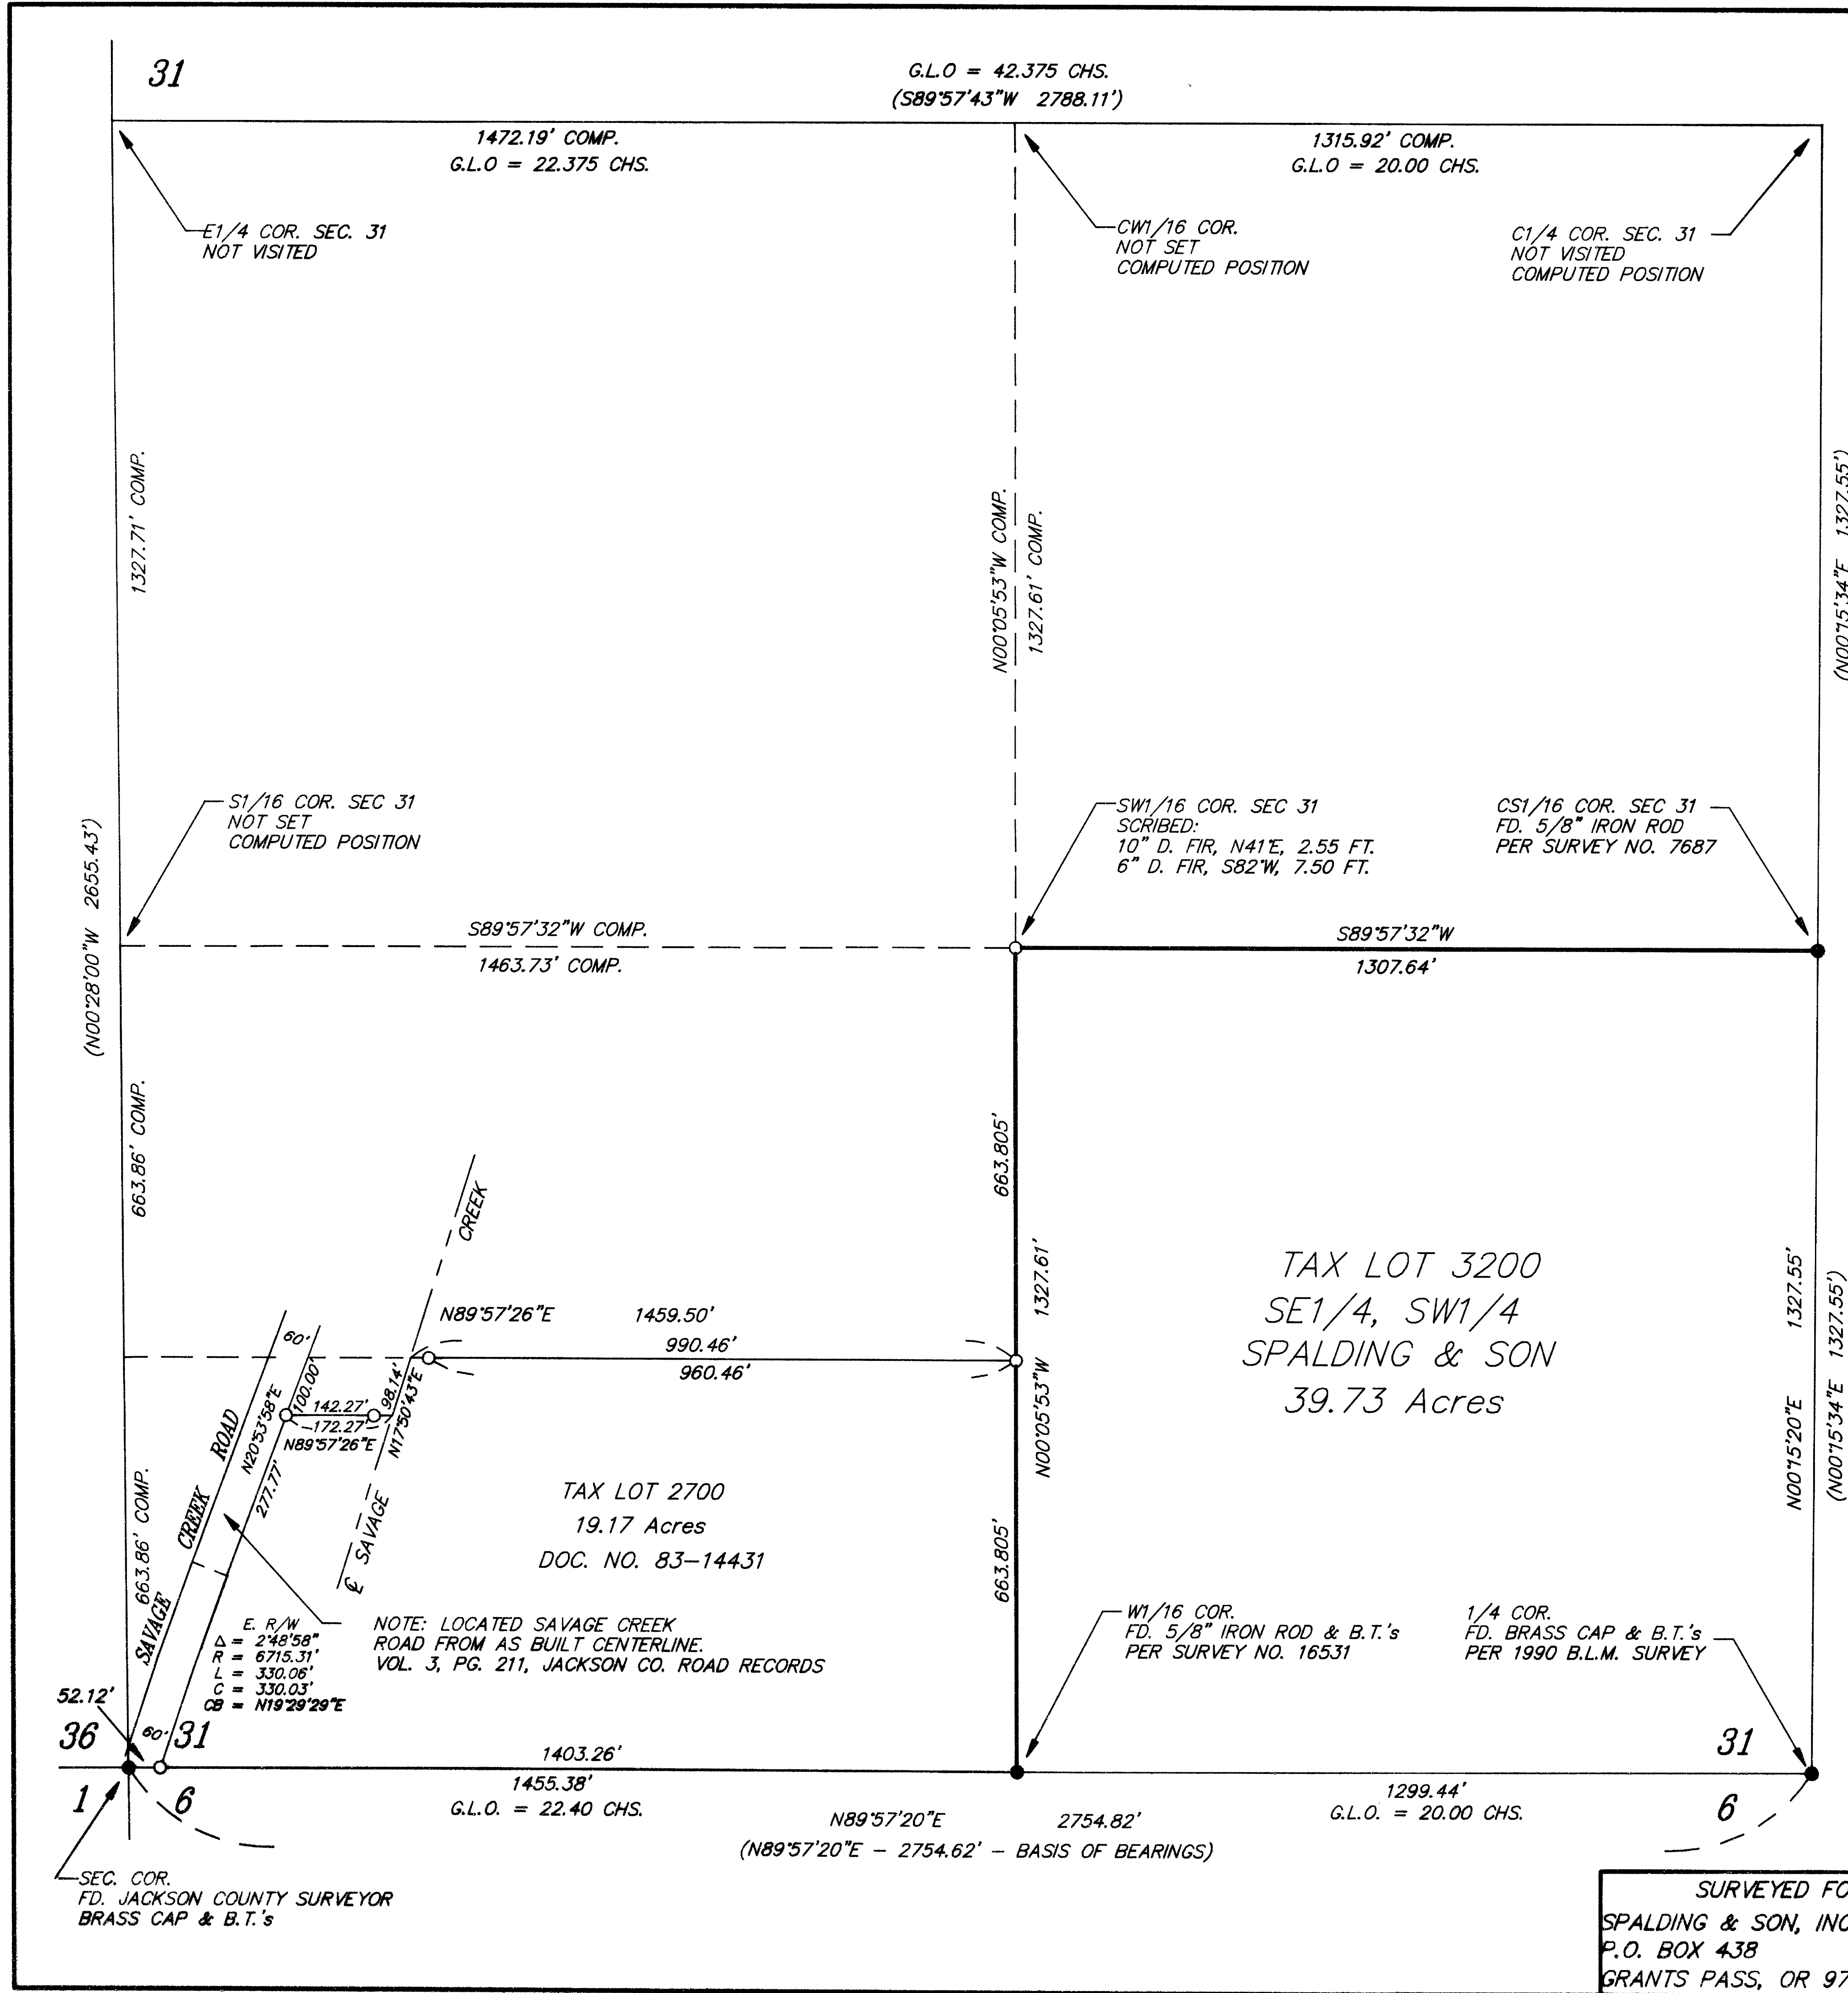 31
G.L.O = 42.375 CHS.
(S89°57'43"W 2788.11')
1472.19' COMP.
G.L.O = 22.375 CHS.
1315.92' COMP.
G.L.O = 20.00 CHS.
E1/4 COR. SEC. 31
NOT VISITED
CW1/16 COR.
NOT SET
COMPUTED POSITION
C1/4 COR. SEC. 31
NOT VISITED
COMPUTED POSITION
1327.71' COMP.
N00°05'53"W COMP.
1327.61' COMP.
(N00°15'34"E 1327.55')
(N00°28'00"W 2655.43')
S1/16 COR. SEC 31
NOT SET
COMPUTED POSITION
SW1/16 COR. SEC 31
SCRIBED:
10" D. FIR, N41°E, 2.55 FT.
6" D. FIR, S82°W, 7.50 FT.
CS1/16 COR. SEC 31
FD. 5/8" IRON ROD
PER SURVEY NO. 7687
S89°57'32"W COMP.
1463.73' COMP.
S89°57'32"W
1307.64'
663.86' COMP.
663.805'
CREEK
N89°57'26"E 1459.50'
990.46'
960.46'
60'
100.00'
N20°53'58"E
277.77'
142.27'
172.27'
N89°57'26"E
98.14'
N17°50'43"E
1327.61'
N00°05'53"W
TAX LOT 3200
SE1/4, SW1/4
SPALDING & SON
39.73 Acres
1327.55'
N00°15'20"E
(N00°15'34"E 1327.55')
SAVAGE CREEK ROAD
663.86' COMP.
℄ SAVAGE
TAX LOT 2700
19.17 Acres
DOC. NO. 83-14431
663.805'
E. R/W
Δ = 2°48'58"
R = 6715.31'
L = 330.06'
C = 330.03'
CB = N19°29'29"E
NOTE: LOCATED SAVAGE CREEK
ROAD FROM AS BUILT CENTERLINE.
VOL. 3, PG. 211, JACKSON CO. ROAD RECORDS
W1/16 COR.
FD. 5/8" IRON ROD & B.T.'s
PER SURVEY NO. 16531
1/4 COR.
FD. BRASS CAP & B.T.'s
PER 1990 B.L.M. SURVEY
52.12'
36
60'
31
1
6
1403.26'
1455.38'
G.L.O. = 22.40 CHS.
31
6
1299.44'
G.L.O. = 20.00 CHS.
N89°57'20"E 2754.82'
(N89°57'20"E - 2754.62' - BASIS OF BEARINGS)
SEC. COR.
FD. JACKSON COUNTY SURVEYOR
BRASS CAP & B.T.'s
SURVEYED FO
SPALDING & SON, INC
P.O. BOX 438
GRANTS PASS, OR 97